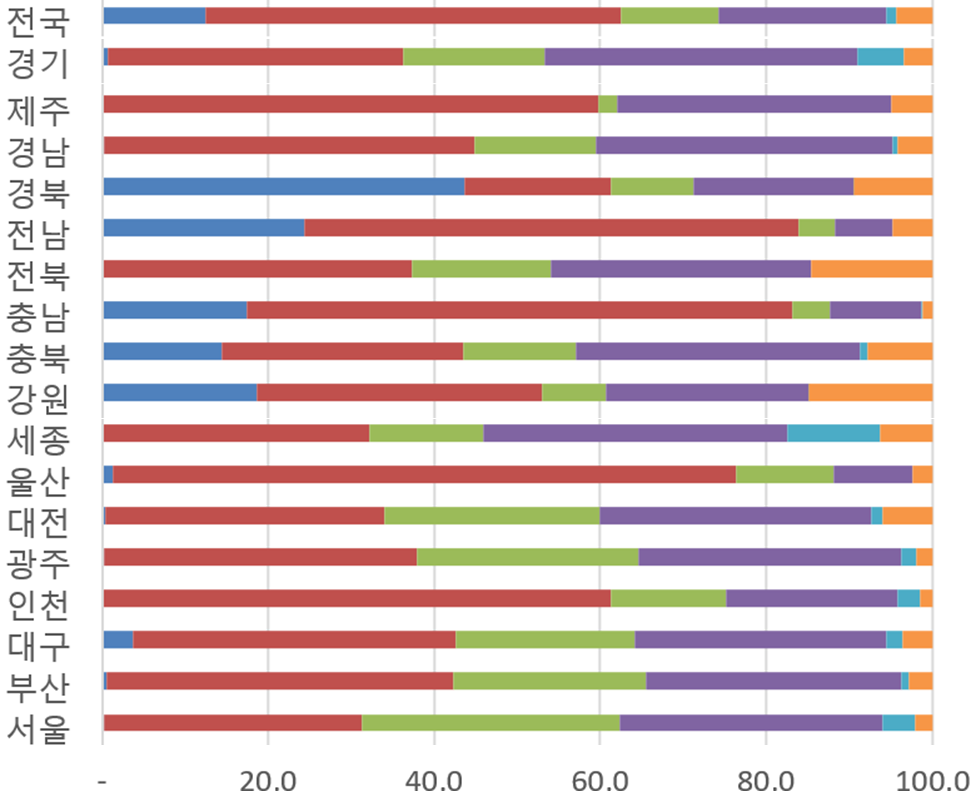 전국
경기
제주
경남
경북
전남
전북
충남
충북
강원
세종
울산
대전
광주
인천
대구
부산
서울
- 20.0 40.0 60.0 80.0 100.0